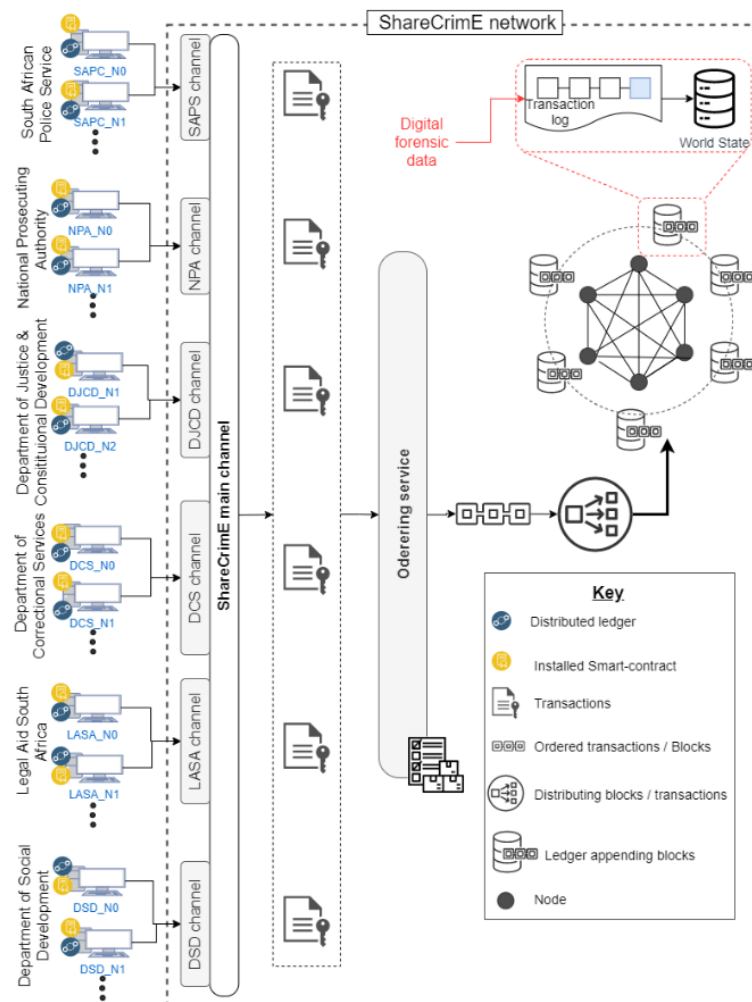 ShareCrimE network
South African
Police Service
SAPC_N0
SAPC_N1
SAPS channel
National Prosecuting
Authority
NPA_N0
NPA_N1
NPA channel
Department of Justice &
Consitituional Development
DJCD_N1
DJCD_N2
DJCD channel
Department of
Correctional Services
DCS_N0
DCS_N1
DCS channel
Legal Aid South
Africa
LASA_N0
LASA_N1
LASA channel
Department of Social
Development
DSD_N0
DSD_N1
DSD channel
ShareCrimE main channel
Oderering service
Digital
forensic
data
Transaction
log
World State
Key
Distributed ledger
Installed Smart-contract
Transactions
Ordered transactions / Blocks
Distributing blocks / transactions
Ledger appending blocks
Node